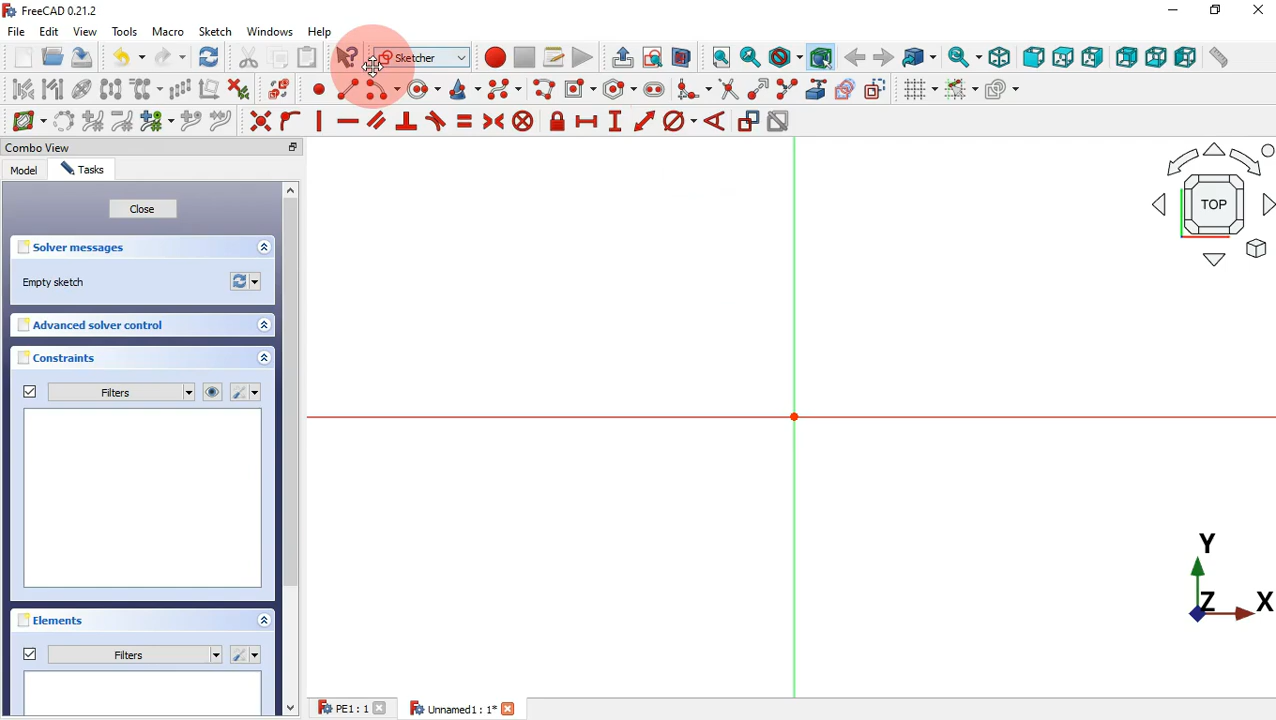 FreeCAD 0.21.2
File Edit View Tools Macro Sketch Windows Help
Sketcher
Combo View
Model Tasks
Close
Solver messages
Empty sketch
Advanced solver control
Constraints
Filters
Elements
Filters
TOP
Y
Z X
PE1 : 1 Unnamed1 : 1*